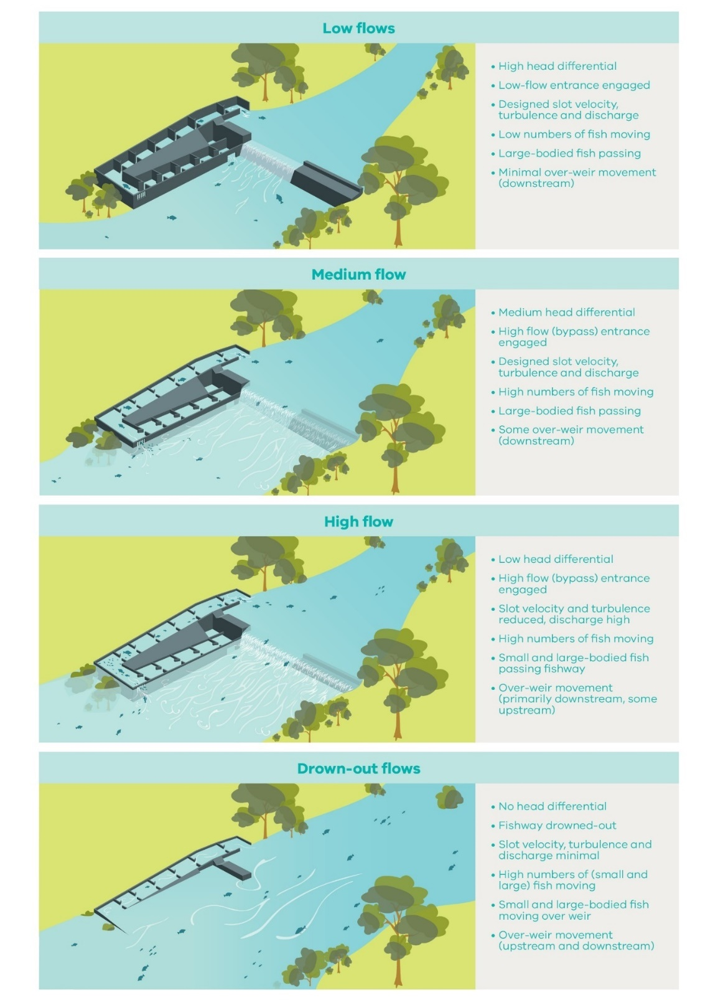 Low flows
• High head differential
• Low-flow entrance engaged
• Designed slot velocity,
turbulence and discharge
• Low numbers of fish moving
• Large-bodied fish passing
• Minimal over-weir movement
(downstream)
Medium flow
• Medium head differential
• High flow (bypass) entrance
engaged
• Designed slot velocity,
turbulence and discharge
• High numbers of fish moving
• Large-bodied fish passing
• Some over-weir movement
(downstream)
High flow
• Low head differential
• High flow (bypass) entrance
engaged
• Slot velocity and turbulence
reduced, discharge high
• High numbers of fish moving
• Small and large-bodied fish
passing fishway
• Over-weir movement
(primarily downstream, some
upstream)
Drown-out flows
• No head differential
• Fishway drowned-out
• Slot velocity, turbulence and
discharge minimal
• High numbers of (small and
large) fish moving
• Small and large-bodied fish
moving over weir
• Over-weir movement
(upstream and downstream)